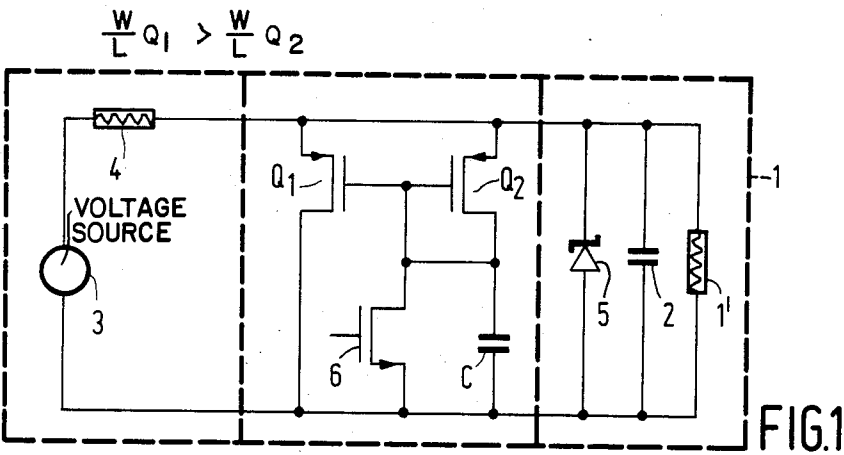 W/L Q1 > W/L Q2
4
Q1
Q2
1
VOLTAGE
SOURCE
3
6
C
5
2
1'
FIG.1